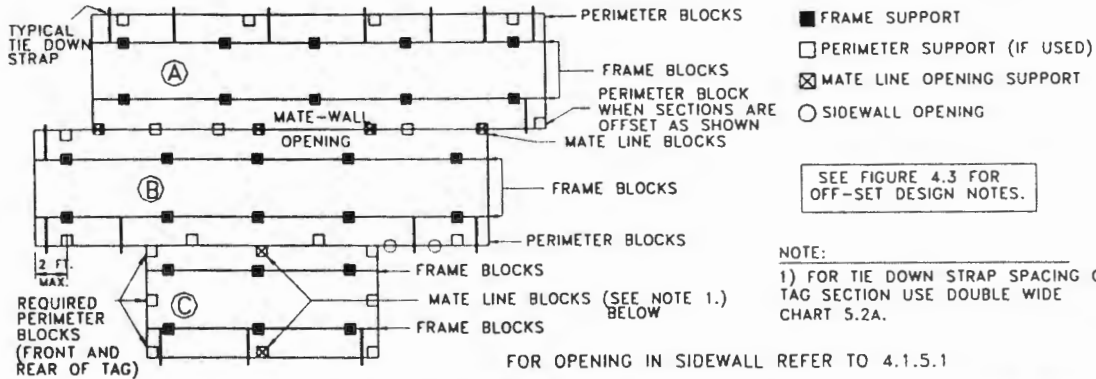 TYPICAL
TIE DOWN
STRAP
PERIMETER BLOCKS
A
FRAME BLOCKS
PERIMETER BLOCK
WHEN SECTIONS ARE
OFFSET AS SHOWN
MATE-WALL
OPENING
MATE LINE BLOCKS
B
FRAME BLOCKS
PERIMETER BLOCKS
2 FT.
MAX.
FRAME BLOCKS
C
REQUIRED
PERIMETER
BLOCKS
(FRONT AND
REAR OF TAG)
MATE LINE BLOCKS (SEE NOTE 1.)
BELOW
FRAME BLOCKS
FOR OPENING IN SIDEWALL REFER TO 4.1.5.1
FRAME SUPPORT
PERIMETER SUPPORT (IF USED)
MATE LINE OPENING SUPPORT
SIDEWALL OPENING
SEE FIGURE 4.3 FOR
OFF-SET DESIGN NOTES.
NOTE:
1) FOR TIE DOWN STRAP SPACING
TAG SECTION USE DOUBLE WIDE
CHART 5.2A.